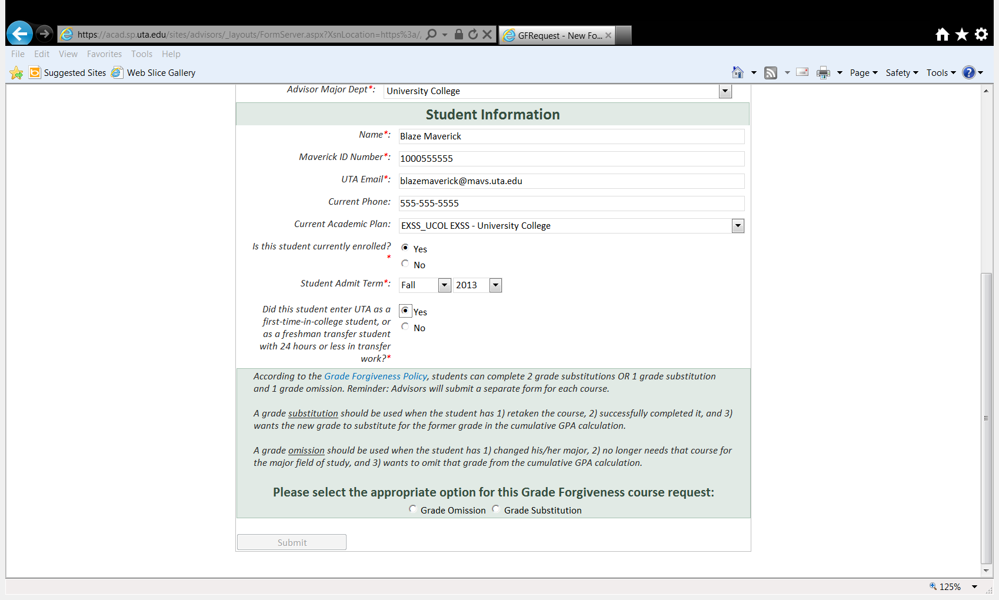 https://acad.sp.uta.edu/sites/advisors/_layouts/FormServer.aspx?XsnLocation=https%3a/
GFRequest - New Fo...
File Edit View Favorites Tools Help
Suggested Sites Web Slice Gallery
Page Safety Tools
Advisor Major Dept*: University College
Student Information
Name*: Blaze Maverick
Maverick ID Number*: 1000555555
UTA Email*: blazemaverick@mavs.uta.edu
Current Phone: 555-555-5555
Current Academic Plan: EXSS_UCOL EXSS - University College
Is this student currently enrolled?
*
Yes
No
Student Admit Term*: Fall 2013
Did this student enter UTA as a
first-time-in-college student, or
as a freshman transfer student
with 24 hours or less in transfer
work?*
Yes
No
According to the Grade Forgiveness Policy, students can complete 2 grade substitutions OR 1 grade substitution
and 1 grade omission. Reminder: Advisors will submit a separate form for each course.
A grade substitution should be used when the student has 1) retaken the course, 2) successfully completed it, and 3)
wants the new grade to substitute for the former grade in the cumulative GPA calculation.
A grade omission should be used when the student has 1) changed his/her major, 2) no longer needs that course for
the major field of study, and 3) wants to omit that grade from the cumulative GPA calculation.
Please select the appropriate option for this Grade Forgiveness course request:
Grade Omission Grade Substitution
Submit
125%